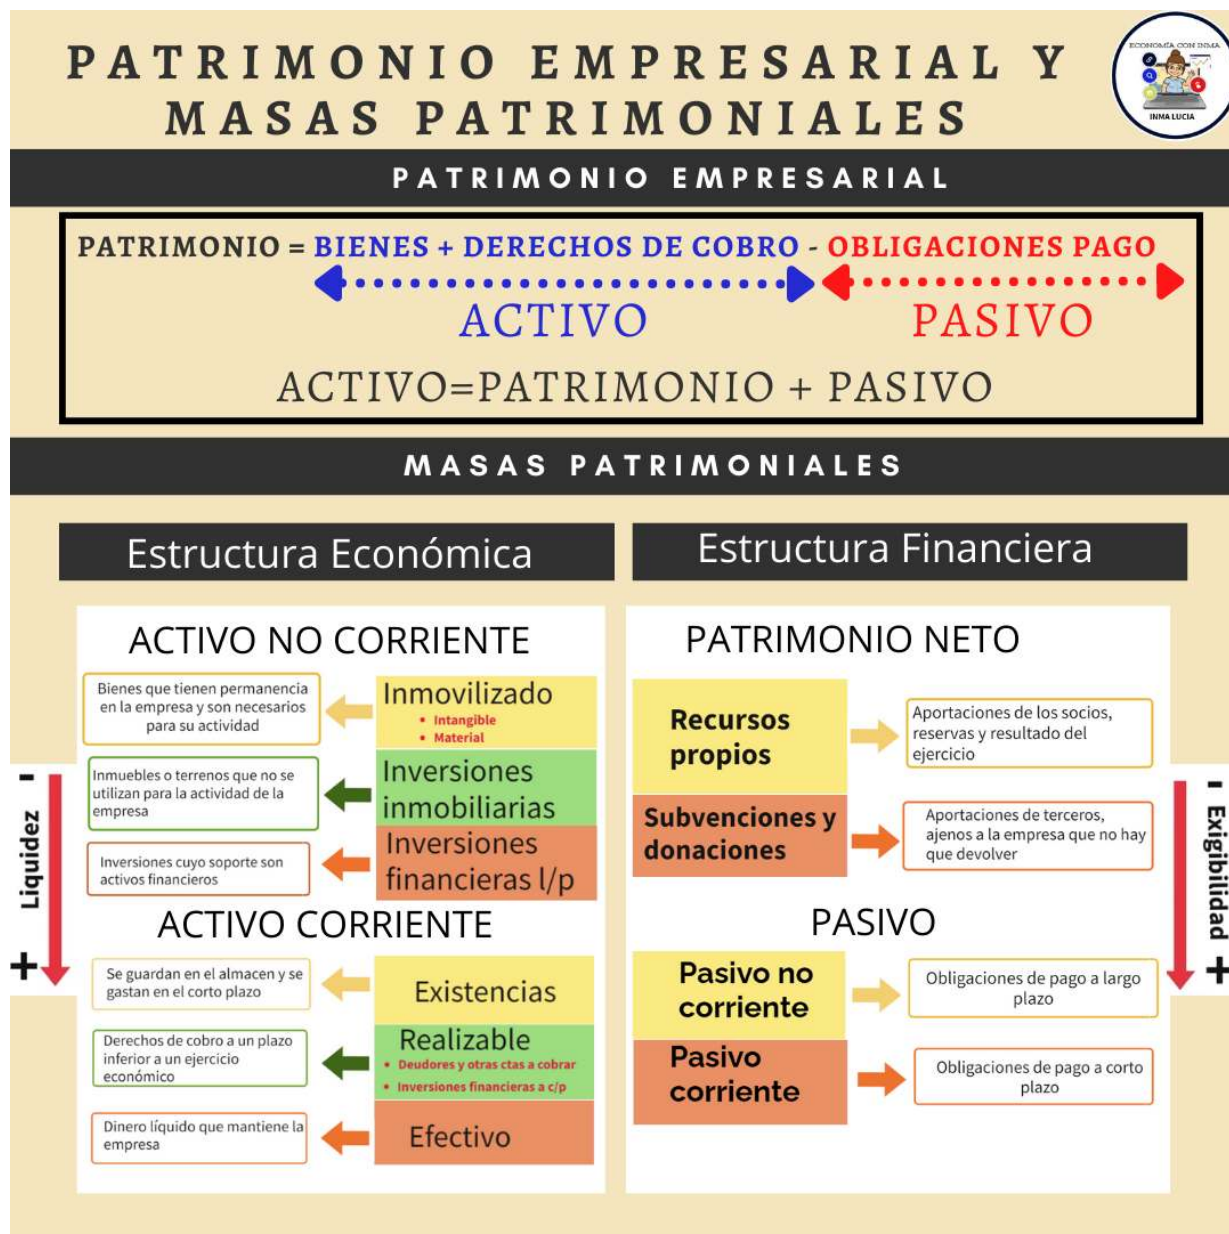 PATRIMONIO EMPRESARIAL Y
MASAS PATRIMONIALES
ECONOMÍA CON INMA
INMA LUCIA
PATRIMONIO EMPRESARIAL
PATRIMONIO = BIENES + DERECHOS DE COBRO - OBLIGACIONES PAGO
ACTIVO
PASIVO
ACTIVO=PATRIMONIO + PASIVO
MASAS PATRIMONIALES
Estructura Económica
ACTIVO NO CORRIENTE
Bienes que tienen permanencia
en la empresa y son necesarios
para su actividad
Inmovilizado
• Intangible
• Material
Inmuebles o terrenos que no se
utilizan para la actividad de la
empresa
Inversiones
inmobiliarias
Inversiones cuyo soporte son
activos financieros
Inversiones
financieras l/p
- Liquidez +
ACTIVO CORRIENTE
Se guardan en el almacen y se
gastan en el corto plazo
Existencias
Derechos de cobro a un plazo
inferior a un ejercicio
económico
Realizable
• Deudores y otras ctas a cobrar
• Inversiones financieras a c/p
Dinero líquido que mantiene la
empresa
Efectivo
Estructura Financiera
PATRIMONIO NETO
Recursos
propios
Aportaciones de los socios,
reservas y resultado del
ejercicio
Subvenciones y
donaciones
Aportaciones de terceros,
ajenos a la empresa que no hay
que devolver
PASIVO
Pasivo no
corriente
Obligaciones de pago a largo
plazo
Pasivo
corriente
Obligaciones de pago a corto
plazo
- Exigibilidad +